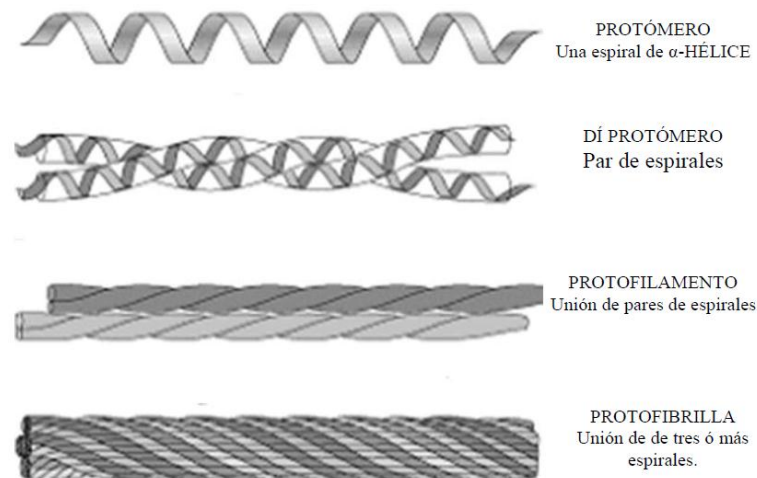 PROTÓMERO
Una espiral de α-HÉLICE
DÍ PROTÓMERO
Par de espirales
PROTOFILAMENTO
Unión de pares de espirales
PROTOFIBRILLA
Unión de de tres ó más
espirales.